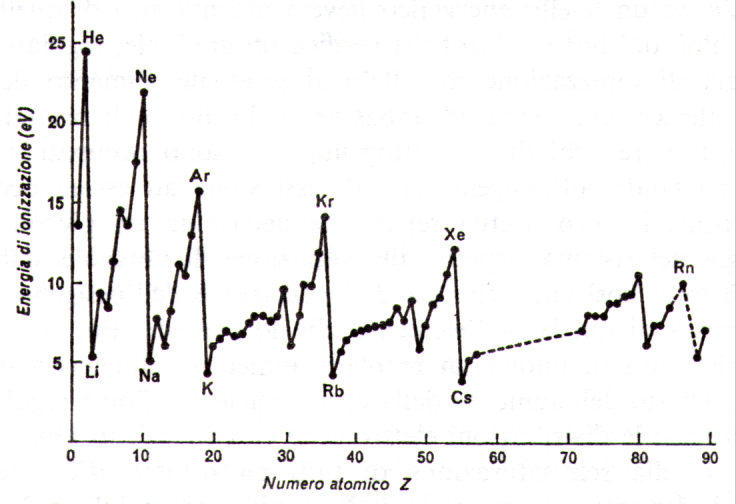 Energia di ionizzazione (eV)
25
20
15
10
5
He
Ne
Ar
Kr
Xe
Rn
Li
Na
K
Rb
Cs
0
10
20
30
40
50
60
70
80
90
Numero atomico Z